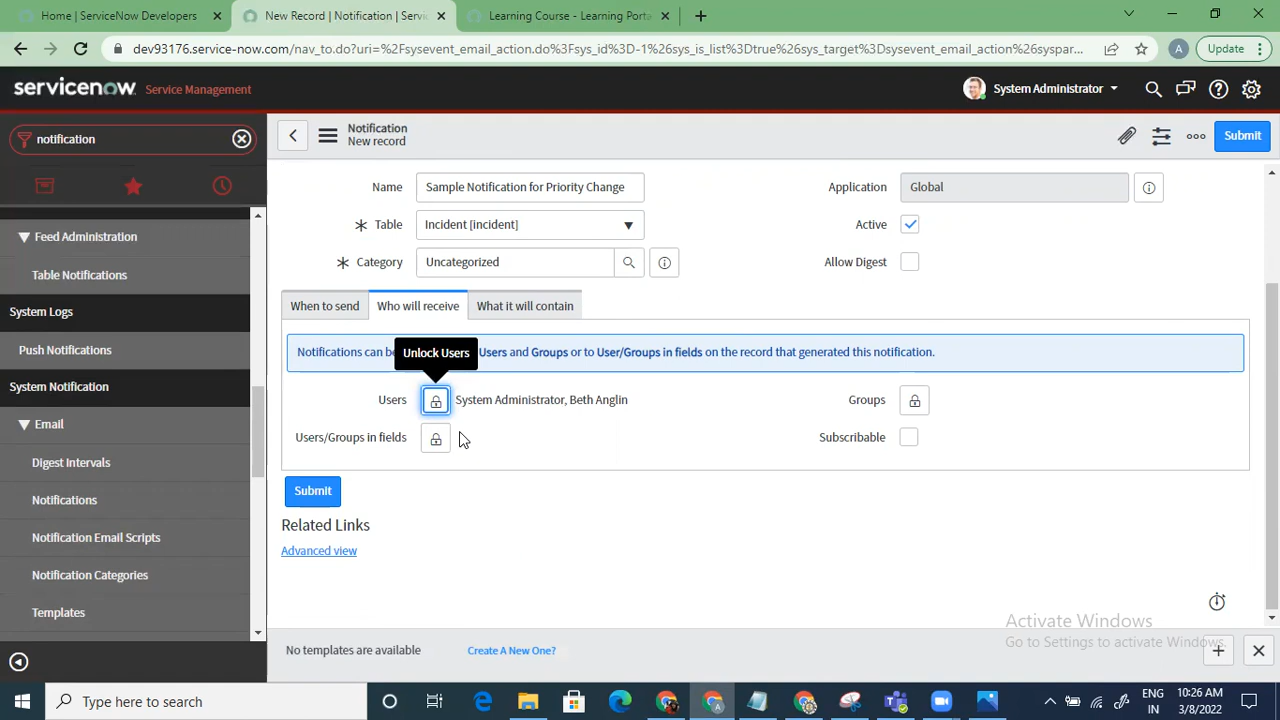 Home | ServiceNow Developers
New Record | Notification | Servic
Learning Course - Learning Porta
dev93176.service-now.com/nav_to.do?uri=%2Fsysevent_email_action.do%3Fsys_id%3D-1%26sys_is_list%3Dtrue%26sys_target%3Dsysevent_email_action%26syspar...
A
Update
servicenow Service Management
System Administrator
notification
Notification
New record
Submit
Feed Administration
Table Notifications
System Logs
Push Notifications
System Notification
Email
Digest Intervals
Notifications
Notification Email Scripts
Notification Categories
Templates
Name Sample Notification for Priority Change
Application Global
Table Incident [incident]
Active
Category Uncategorized
Allow Digest
When to send
Who will receive
What it will contain
Notifications can be Users and Groups or to User/Groups in fields on the record that generated this notification.
Unlock Users
Users System Administrator, Beth Anglin
Groups
Users/Groups in fields
Subscribable
Submit
Related Links
Advanced view
Activate Windows
Go to Settings to activate Windows.
No templates are available
Create A New One?
Type here to search
ENG
IN
10:26 AM
3/8/2022